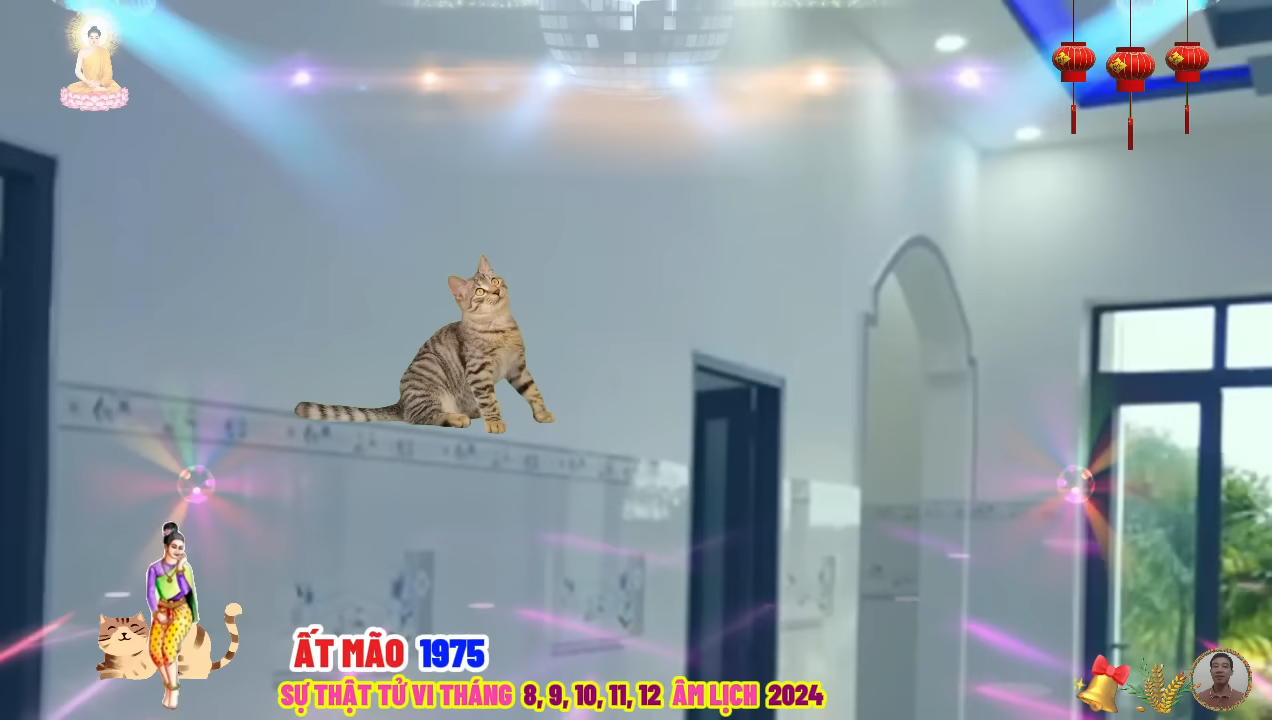 ẤT MÃO 1975
SỰ THẬT TỬ VI THÁNG 8, 9, 10, 11, 12 ÂM LỊCH 2024